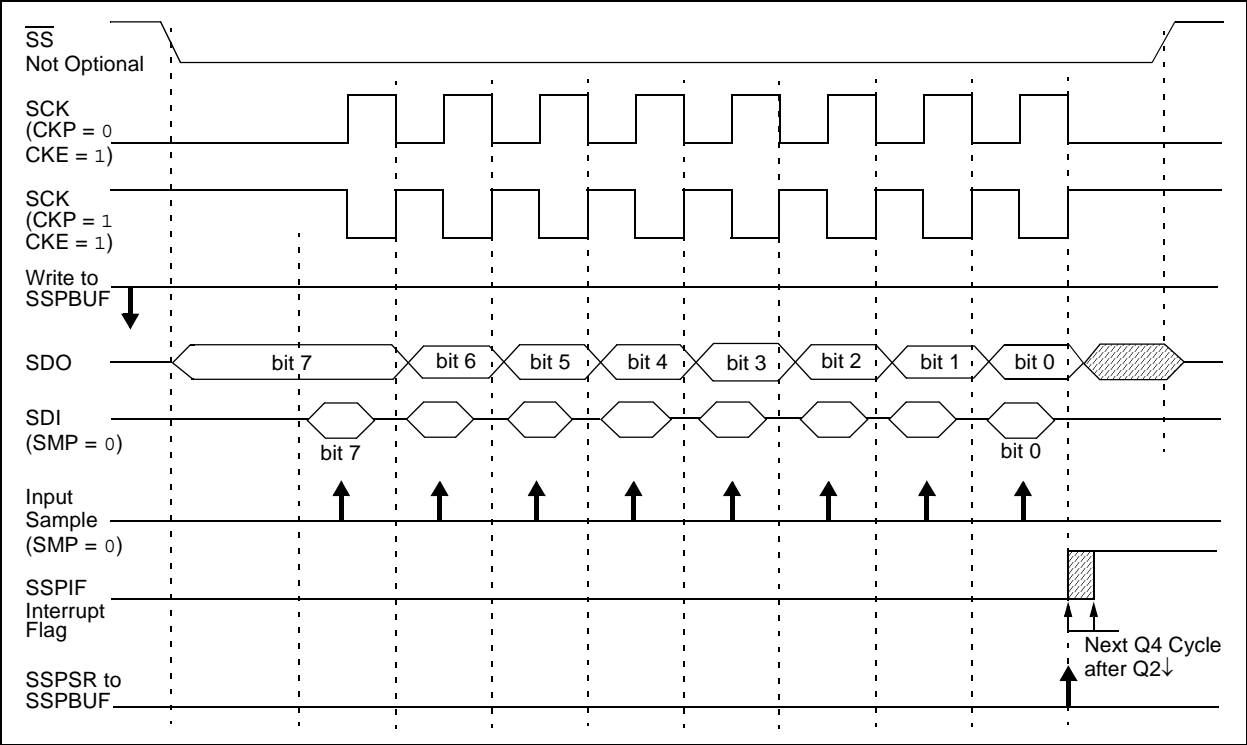 SS
Not Optional
SCK
(CKP = 0
CKE = 1)
SCK
(CKP = 1
CKE = 1)
Write to
SSPBUF
SDO
bit 7
bit 6
bit 5
bit 4
bit 3
bit 2
bit 1
bit 0
SDI
(SMP = 0)
bit 7
bit 0
Input
Sample
(SMP = 0)
SSPIF
Interrupt
Flag
Next Q4 Cycle
after Q2↓
SSPSR to
SSPBUF